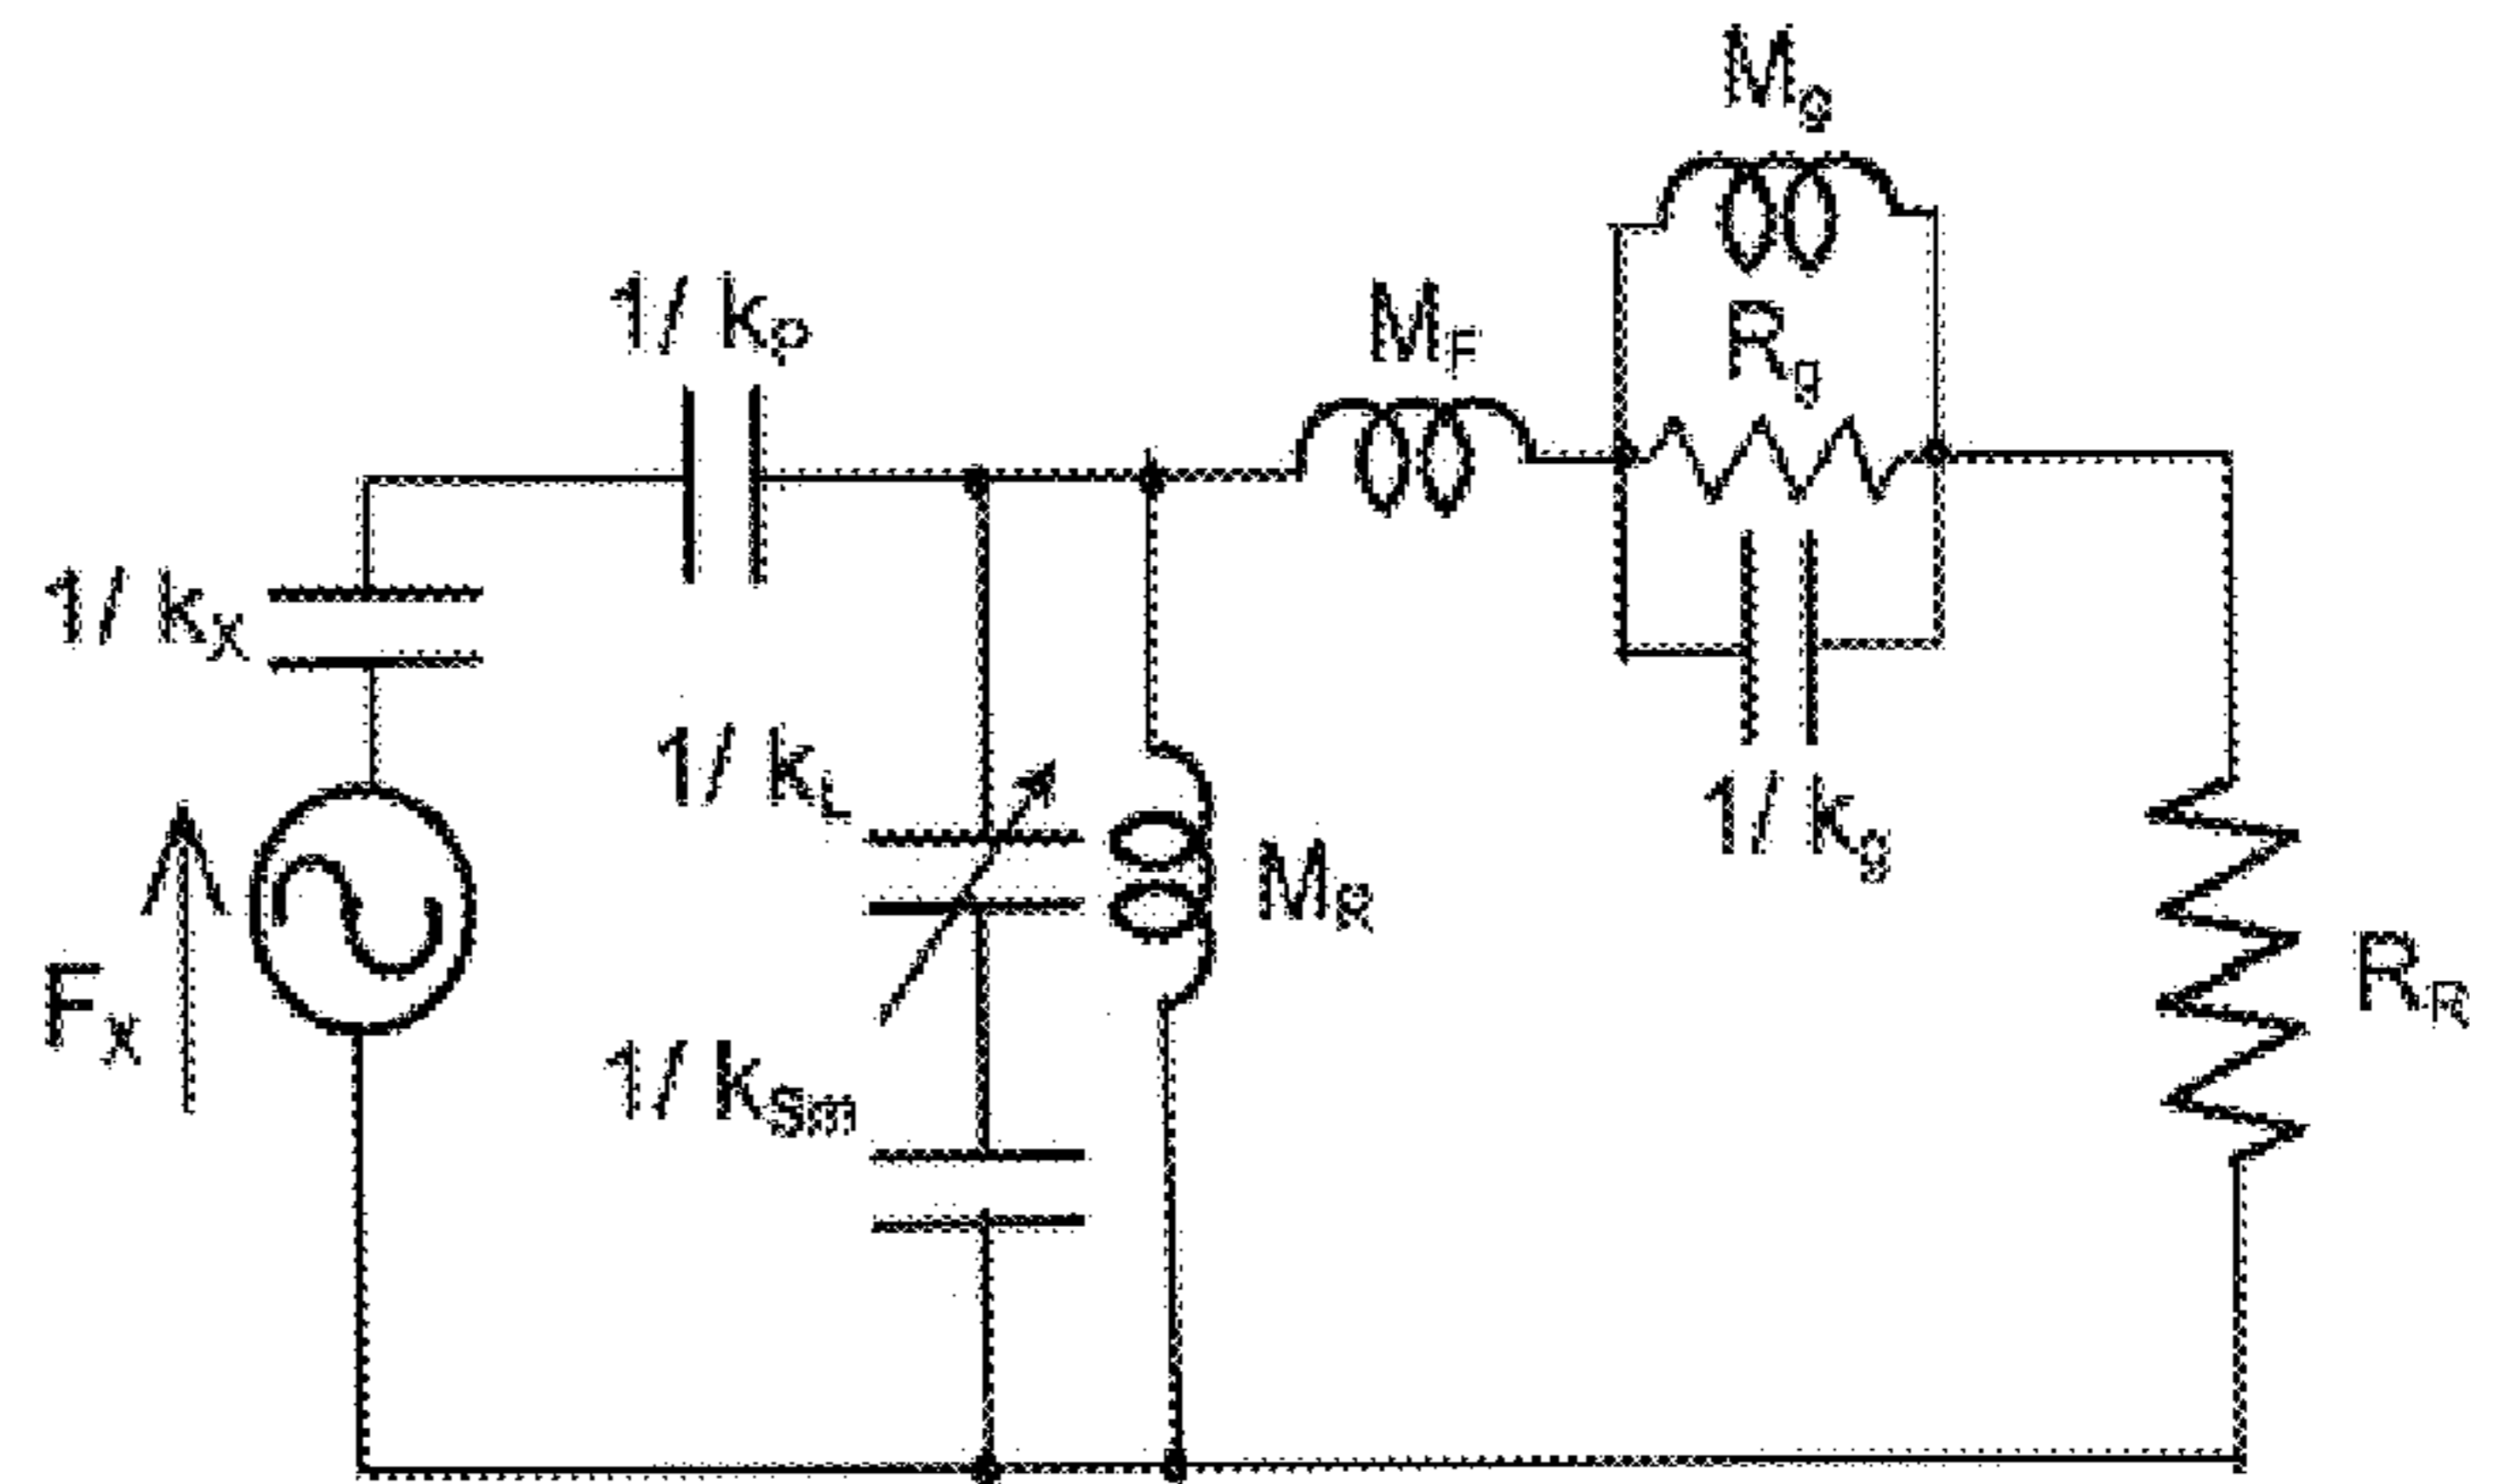 Mg
1/ kP
MF
Rg
1/ kx
1/ kL
1/ kg
MR
Fx
RR
1/ kSm